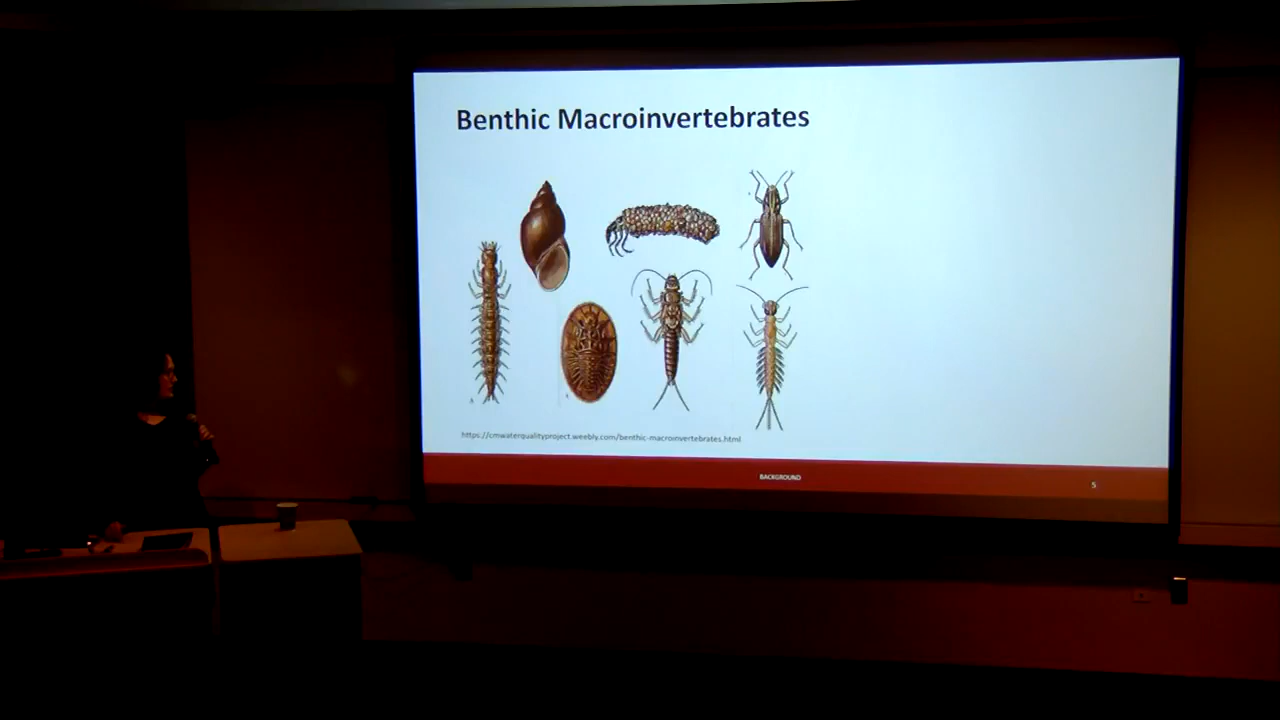 Benthic Macroinvertebrates
https://cmwaterqualityproject.weebly.com/benthic-macroinvertebrates.html
BACKGROUND
5